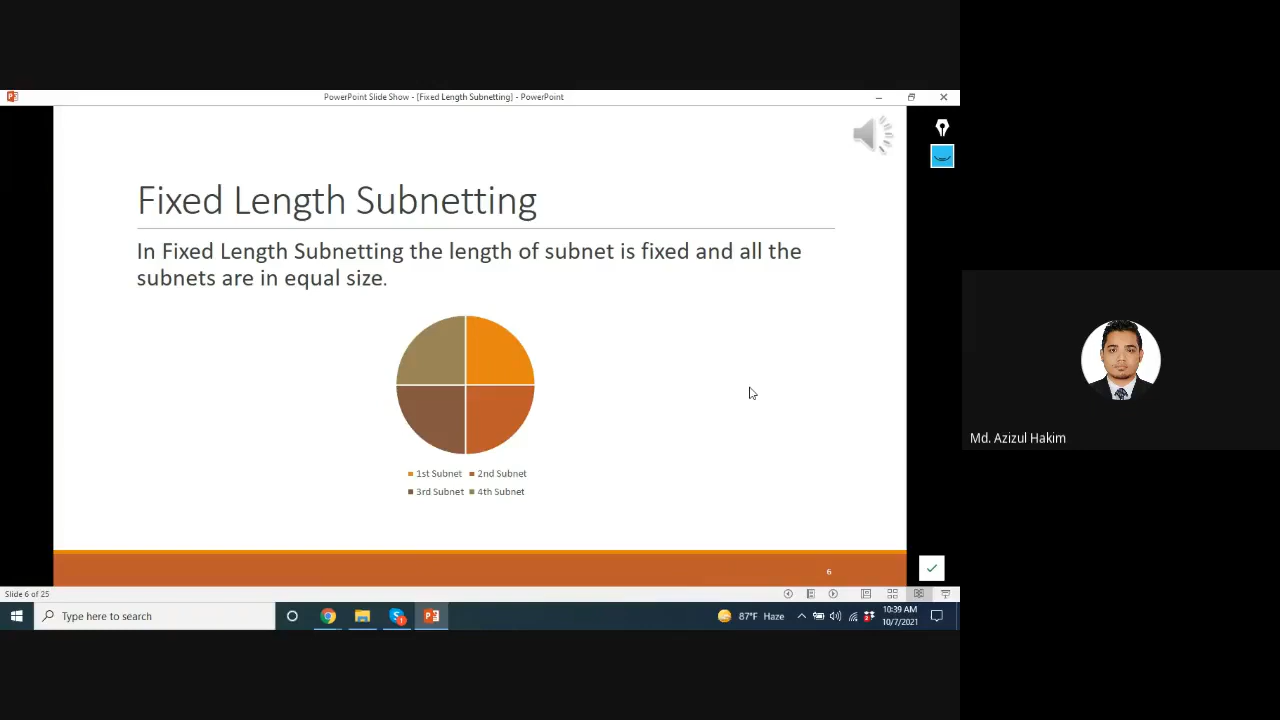 PowerPoint Slide Show - [Fixed Length Subnetting] - PowerPoint
Fixed Length Subnetting
In Fixed Length Subnetting the length of subnet is fixed and all the
subnets are in equal size.
1st Subnet 2nd Subnet
3rd Subnet 4th Subnet
6
Md. Azizul Hakim
Slide 6 of 25
Type here to search
87°F Haze
10:39 AM
10/7/2021